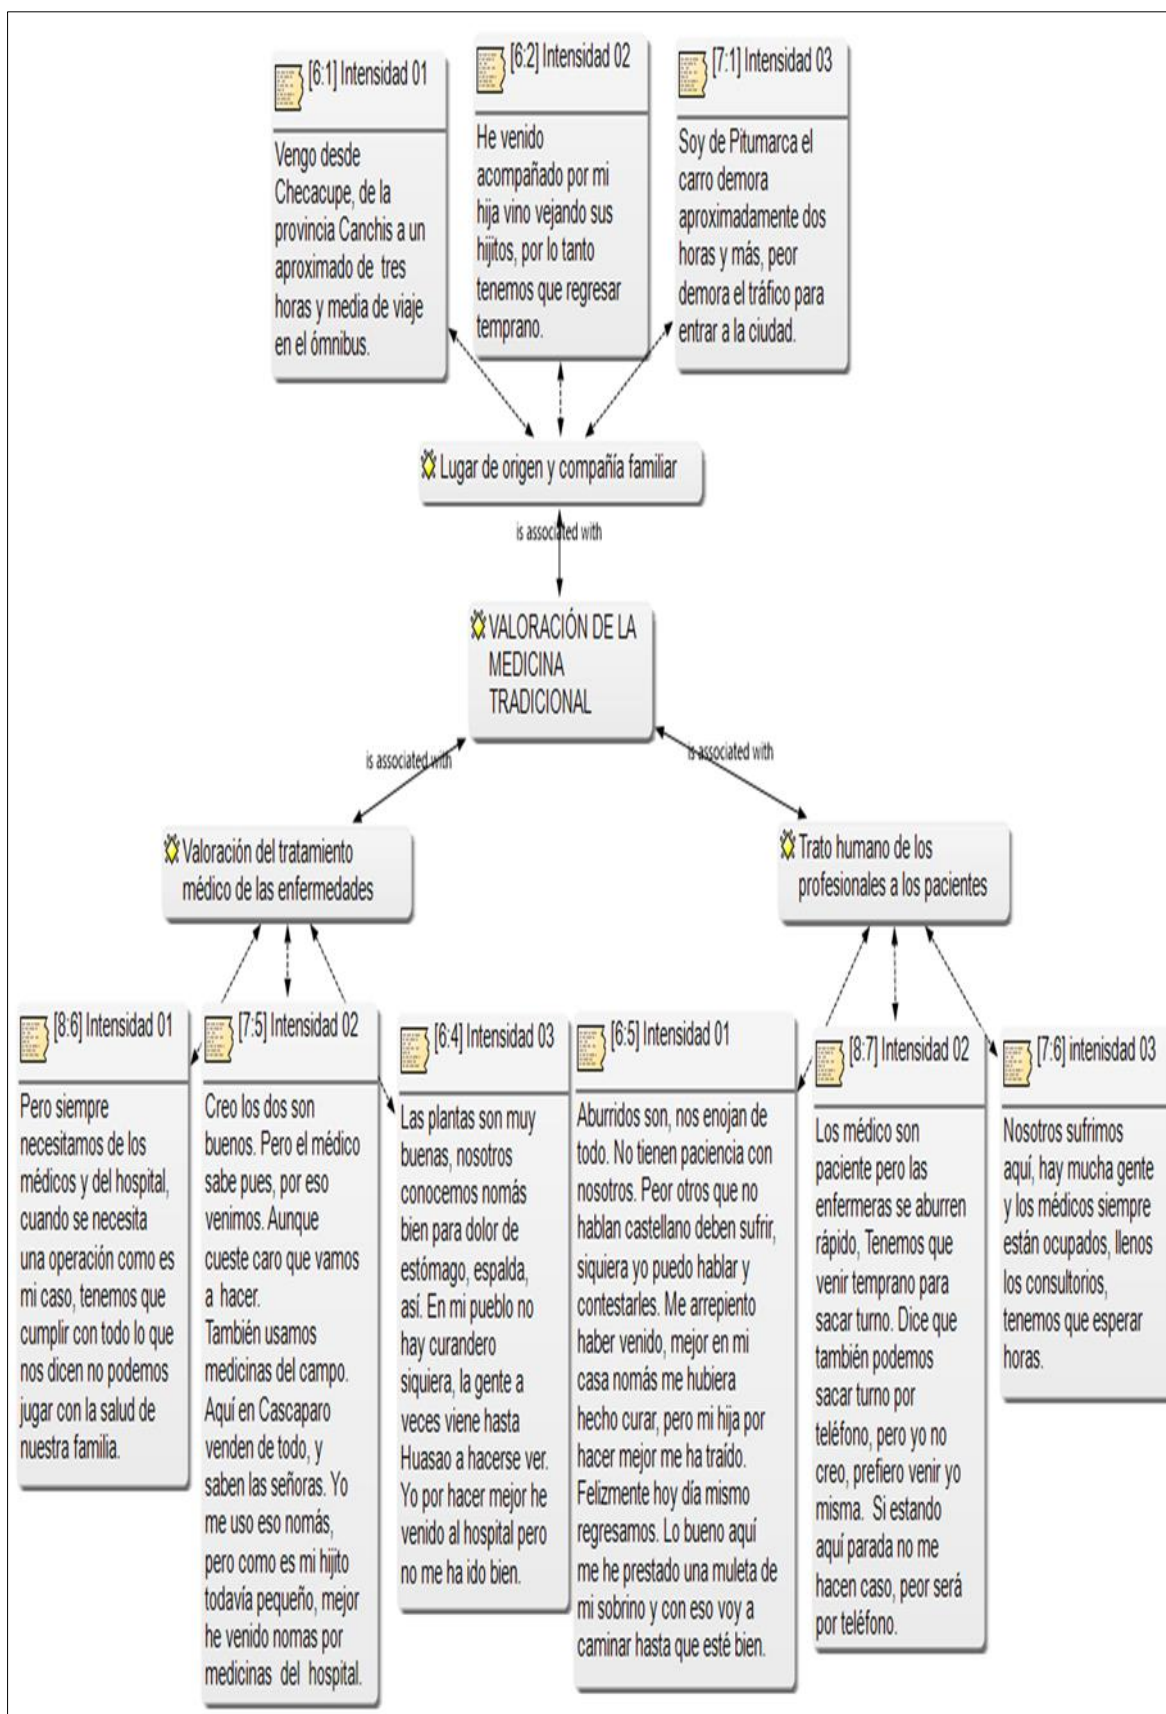 [6:1] Intensidad 01
Vengo desde
Checacupe, de la
provincia Canchis a un
aproximado de tres
horas y media de viaje
en el ómnibus.
[6:2] Intensidad 02
He venido
acompañado por mi
hija vino vejando sus
hijitos, por lo tanto
tenemos que regresar
temprano.
[7:1] Intensidad 03
Soy de Pitumarca el
carro demora
aproximadamente dos
horas y más, peor
demora el tráfico para
entrar a la ciudad.
Lugar de origen y compañía familiar
is associated with
VALORACIÓN DE LA
MEDICINA
TRADICIONAL
is associated with
is associated with
Valoración del tratamiento
médico de las enfermedades
Trato humano de los
profesionales a los pacientes
[8:6] Intensidad 01
Pero siempre
necesitamos de los
médicos y del hospital,
cuando se necesita
una operación como es
mi caso, tenemos que
cumplir con todo lo que
nos dicen no podemos
jugar con la salud de
nuestra familia.
[7:5] Intensidad 02
Creo los dos son
buenos. Pero el médico
sabe pues, por eso
venimos. Aunque
cueste caro que vamos
a hacer.
También usamos
medicinas del campo.
Aquí en Cascaparo
venden de todo, y
saben las señoras. Yo
me uso eso nomás,
pero como es mi hijito
todavía pequeño, mejor
he venido nomas por
medicinas del hospital.
[6:4] Intensidad 03
Las plantas son muy
buenas, nosotros
conocemos nomás
bien para dolor de
estómago, espalda,
así. En mi pueblo no
hay curandero
siquiera, la gente a
veces viene hasta
Huasao a hacerse ver.
Yo por hacer mejor he
venido al hospital pero
no me ha ido bien.
[6:5] Intensidad 01
Aburridos son, nos enojan de
todo. No tienen paciencia con
nosotros. Peor otros que no
hablan castellano deben sufrir,
siquiera yo puedo hablar y
contestarles. Me arrepiento
haber venido, mejor en mi
casa nomás me hubiera
hecho curar, pero mi hija por
hacer mejor me ha traído.
Felizmente hoy día mismo
regresamos. Lo bueno aquí
me he prestado una muleta de
mi sobrino y con eso voy a
caminar hasta que esté bien.
[8:7] Intensidad 02
Los médico son
paciente pero las
enfermeras se aburren
rápido, Tenemos que
venir temprano para
sacar turno. Dice que
también podemos
sacar turno por
teléfono, pero yo no
creo, prefiero venir yo
misma. Si estando
aquí parada no me
hacen caso, peor será
por teléfono.
[7:6] intenisdad 03
Nosotros sufrimos
aquí, hay mucha gente
y los médicos siempre
están ocupados, llenos
los consultorios,
tenemos que esperar
horas.